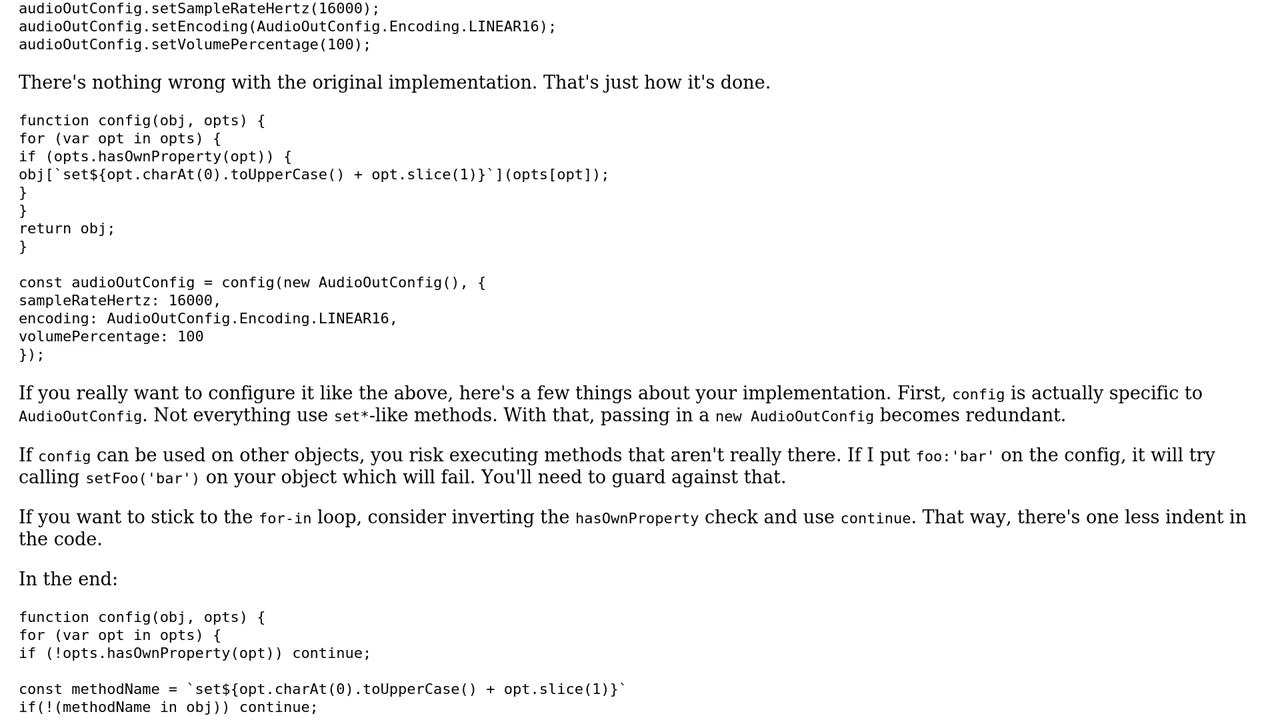 audioOutConfig.setSampleRateHertz(16000);
audioOutConfig.setEncoding(AudioOutConfig.Encoding.LINEAR16);
audioOutConfig.setVolumePercentage(100);
There's nothing wrong with the original implementation. That's just how it's done.
function config(obj, opts) {
for (var opt in opts) {
if (opts.hasOwnProperty(opt)) {
obj[`set${opt.charAt(0).toUpperCase() + opt.slice(1)}`](opts[opt]);
}
}
return obj;
}
const audioOutConfig = config(new AudioOutConfig(), {
sampleRateHertz: 16000,
encoding: AudioOutConfig.Encoding.LINEAR16,
volumePercentage: 100
});
If you really want to configure it like the above, here's a few things about your implementation. First, config is actually specific to
AudioOutConfig. Not everything use set*-like methods. With that, passing in a new AudioOutConfig becomes redundant.
If config can be used on other objects, you risk executing methods that aren't really there. If I put foo:'bar' on the config, it will try
calling setFoo('bar') on your object which will fail. You'll need to guard against that.
If you want to stick to the for-in loop, consider inverting the hasOwnProperty check and use continue. That way, there's one less indent in
the code.
In the end:
function config(obj, opts) {
for (var opt in opts) {
if (!opts.hasOwnProperty(opt)) continue;
const methodName = `set${opt.charAt(0).toUpperCase() + opt.slice(1)}`
if(!(methodName in obj)) continue;